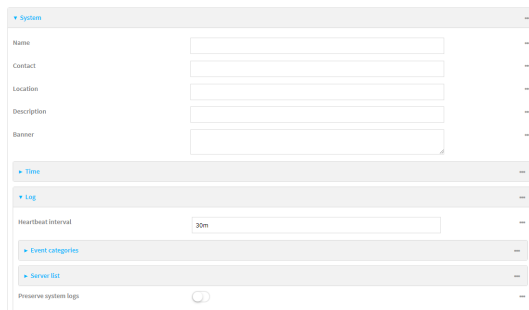 System
Name
Contact
Location
Description
Banner
Time
Log
Heartbeat interval
30m
Event categories
Server list
Preserve system logs